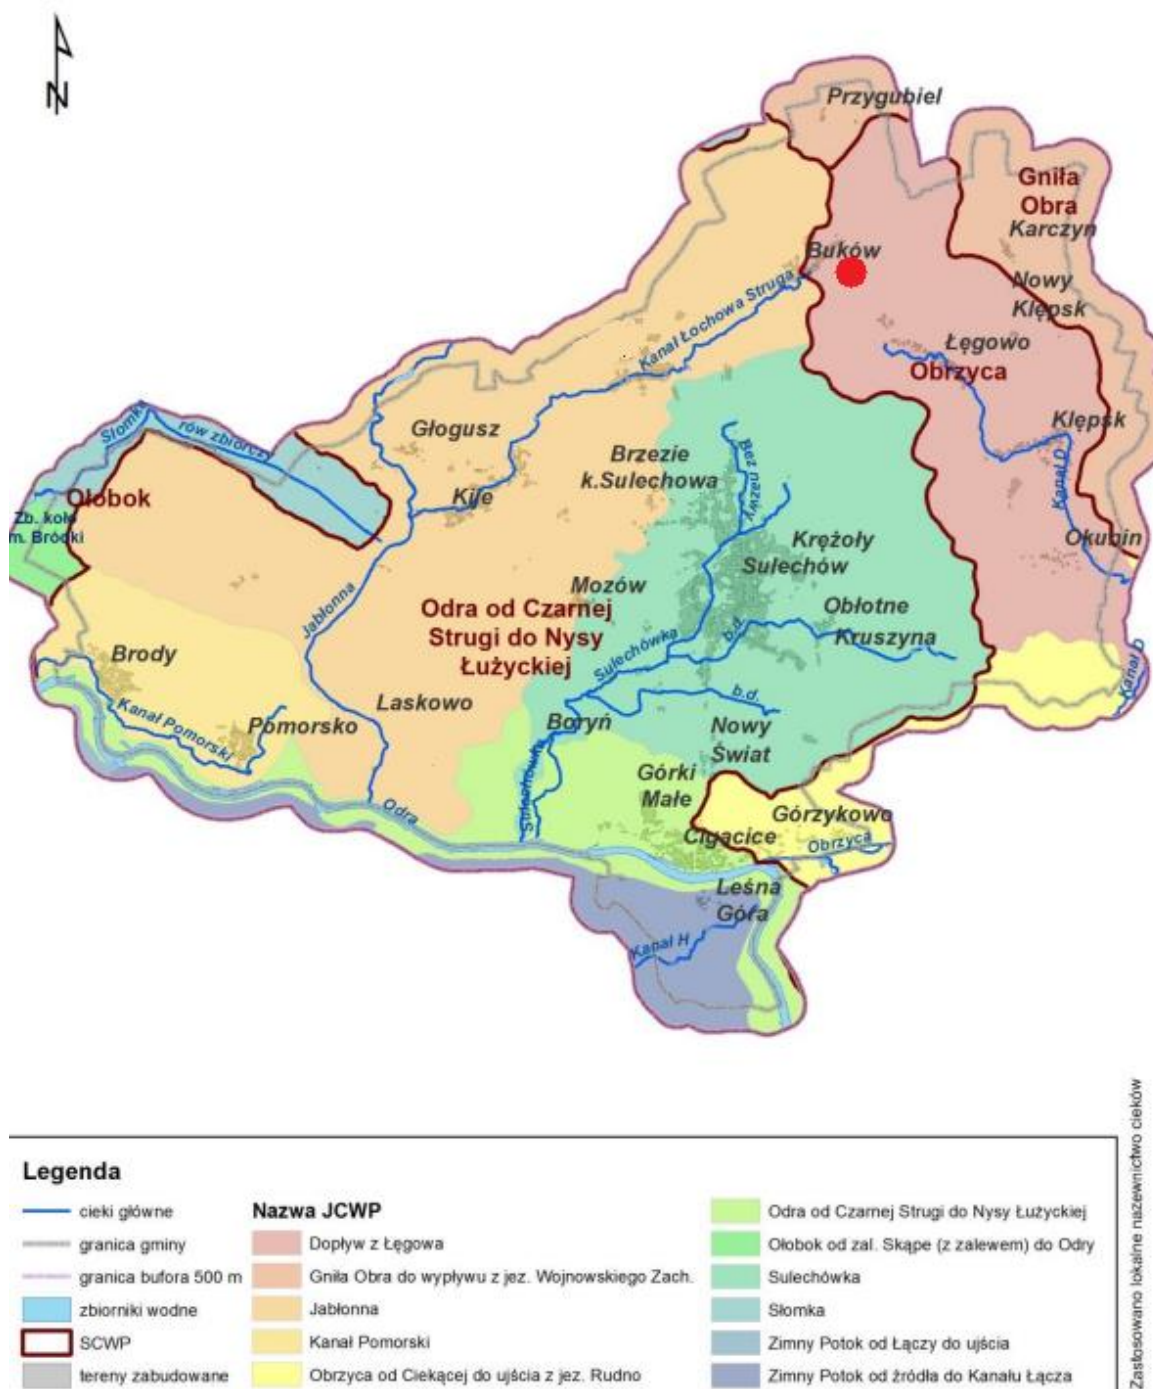 N
Przygubiel
Gniła
Obra
Karczyn
Buków
Nowy
Klępsk
Kanał Łochowa Struga
Łęgowo
Obrzyca
Klępsk
Kanał D
Okunin
Słomka
rów zbiorczy
Głogusz
Brzezie
k.Sulechowa
Bez nazwy
Kije
Ołobok
Zb. koło
m. Bródki
Krężoły
Sulechów
Mozów
Jabłonna
Odra od Czarnej
Strugi do Nysy
Łużyckiej
Obłotne
Kruszyna
Sulechówka
b.d.
Brody
Laskowo
b.d.
Kanał D
Kanał Pomorski
Pomorsko
Boryń
Nowy
Świat
Sulechówka
Górki
Małe
Odra
Górzykowo
Cigacice
Obrzyca
Leśna
Góra
Kanał H
Zastosowano lokalne nazewnictwo cieków
Legenda
cieki główne
granica gminy
granica bufora 500 m
zbiorniki wodne
SCWP
tereny zabudowane
Nazwa JCWP
Dopływ z Łęgowa
Gniła Obra do wypływu z jez. Wojnowskiego Zach.
Jabłonna
Kanał Pomorski
Obrzyca od Ciekącej do ujścia z jez. Rudno
Odra od Czarnej Strugi do Nysy Łużyckiej
Ołobok od zal. Skąpe (z zalewem) do Odry
Sulechówka
Słomka
Zimny Potok od Łączy do ujścia
Zimny Potok od źródła do Kanału Łącza